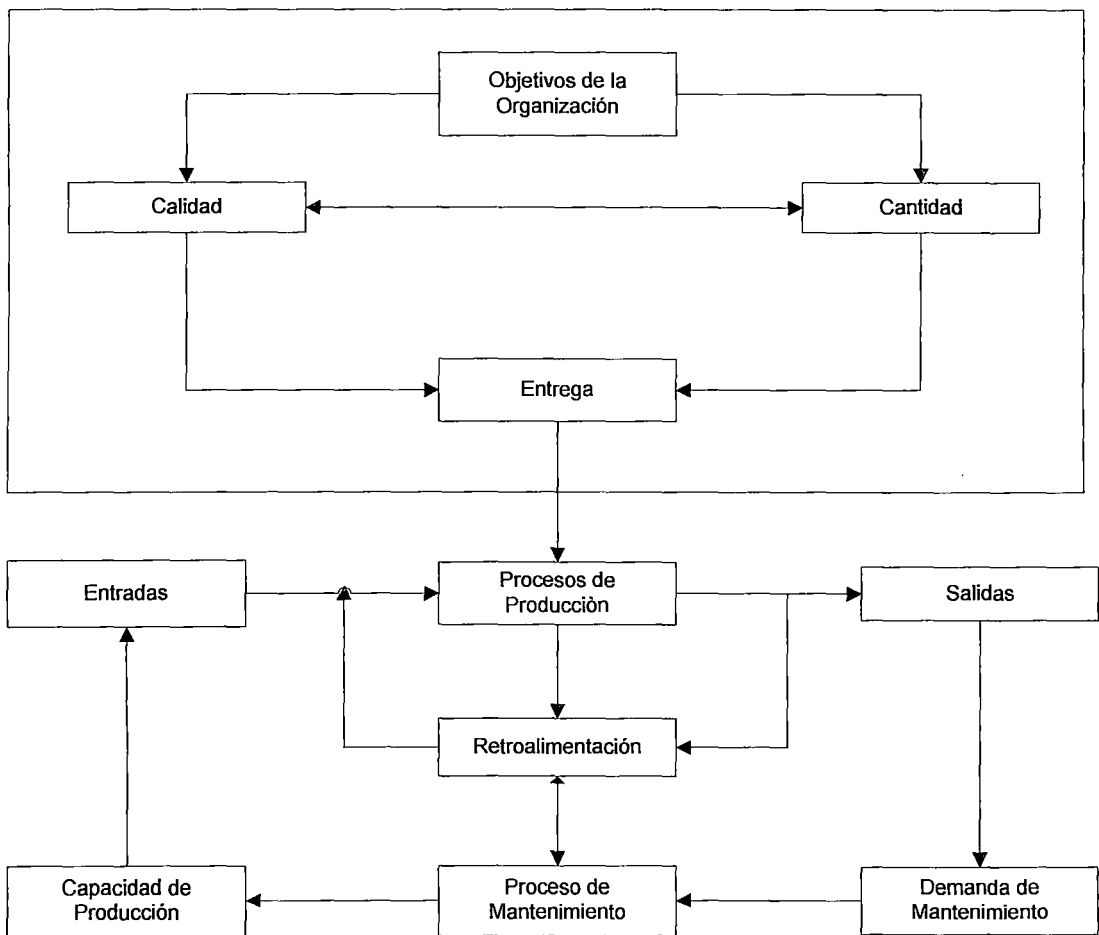 Objetivos de la
Organización
Calidad
Cantidad
Entrega
Entradas
Procesos de
Producciòn
Salidas
Retroalimentación
Capacidad de
Producción
Proceso de
Mantenimiento
Demanda de
Mantenimiento